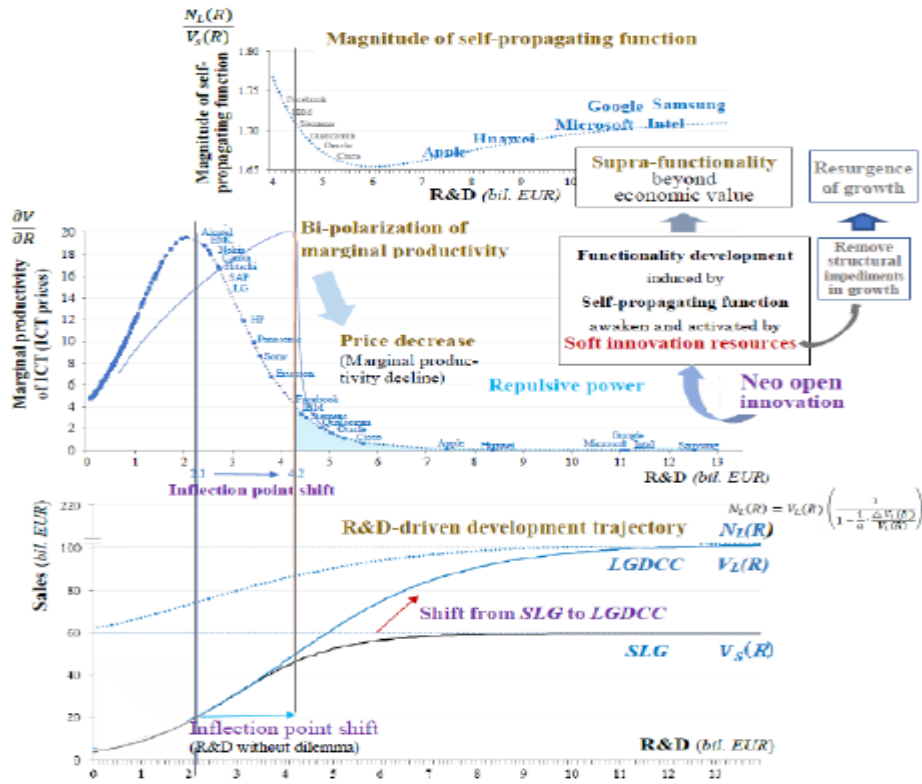 N_L(R)
V_S(R)
Magnitude of self-propagating function
Magnitude of self-
propagating function
1.80
1.75
1.70
1.65
Facebook
IBM
Siemens
Qualcomm
Oracle
Cisco
Apple
Huawei
Google Samsung
Microsoft Intel
4 5 6 7 8 9 10
R&D (bil. EUR)
Supra-functionality
beyond
economic value
Resurgence
of growth
∂V
∂R
Marginal productivity
of ICT (ICT prices)
20
18
16
14
12
10
8
6
4
2
0
EMC
Nokia
Canon
Hitachi
SAP
LG
HP
Panasonic
Sony
Ericsson
Facebook
IBM
Siemens
Qualcomm
Oracle
Cisco
Apple
Huawei
Microsoft
Google
Intel
Samsung
Bi-polarization of
marginal productivity
Price decrease
(Marginal produc-
tivity decline)
Functionality development
induced by
Self-propagating function
awaken and activated by
Soft innovation resources
Remove
structural
impediments
in growth
Repulsive power
Neo open
innovation
0 1 2 3 4 5 6 7 8 9 10 11 12 13
2.1 4.2
Inflection point shift
R&D (bil. EUR)
Sales (bil. EUR)
220
100
80
60
40
20
0
R&D-driven development trajectory
N_L(R)
LGDCC V_L(R)
Shift from SLG to LGDCC
SLG V_S(R)
Inflection point shift
(R&D without dilemma)
R&D (bil. EUR)
0 1 2 3 4 5 6 7 8 9 10 11 12 13